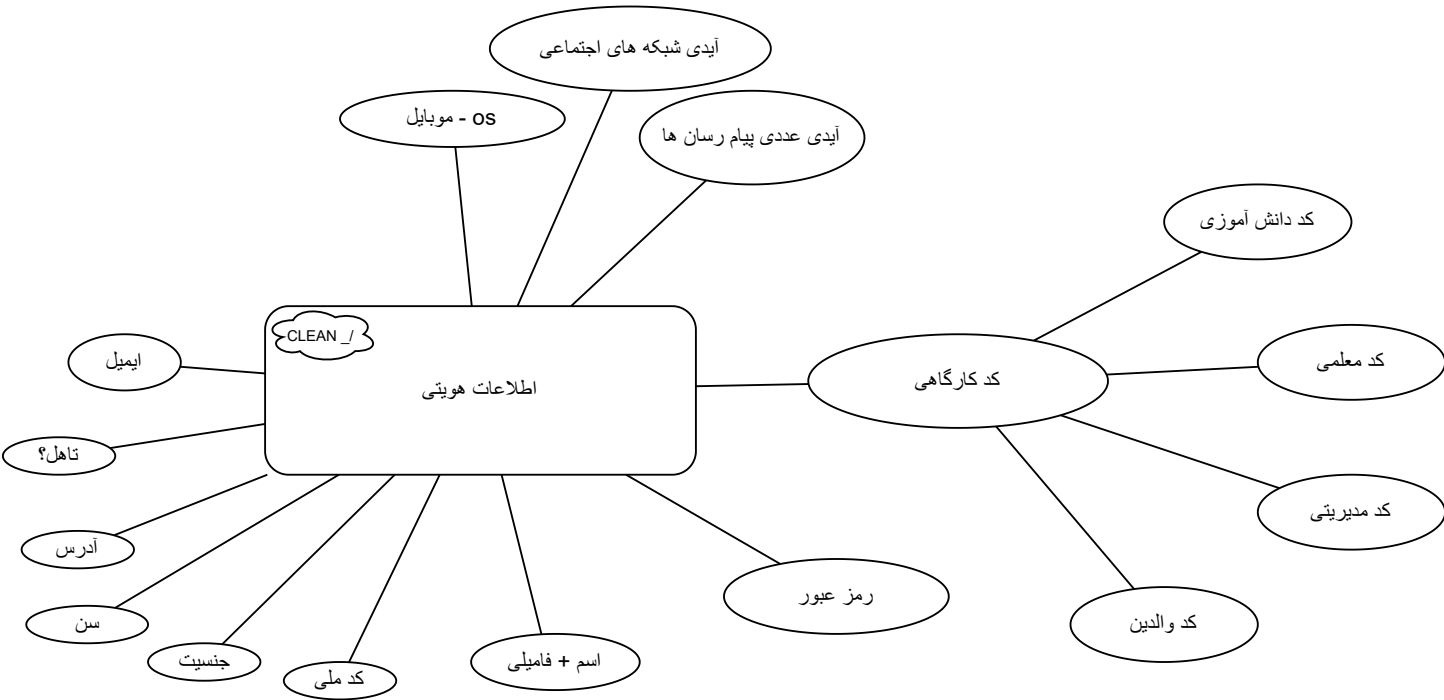 آیدی شبکه های اجتماعی
os - موبایل
آیدی عددی پیام رسان ها
کد دانش آموزی
CLEAN _/
ایمیل
اطلاعات هویتی
کد کارگاهی
کد معلمی
تاهل؟
کد مدیریتی
آدرس
رمز عبور
سن
کد والدین
جنسیت
کد ملی
اسم + فامیلی